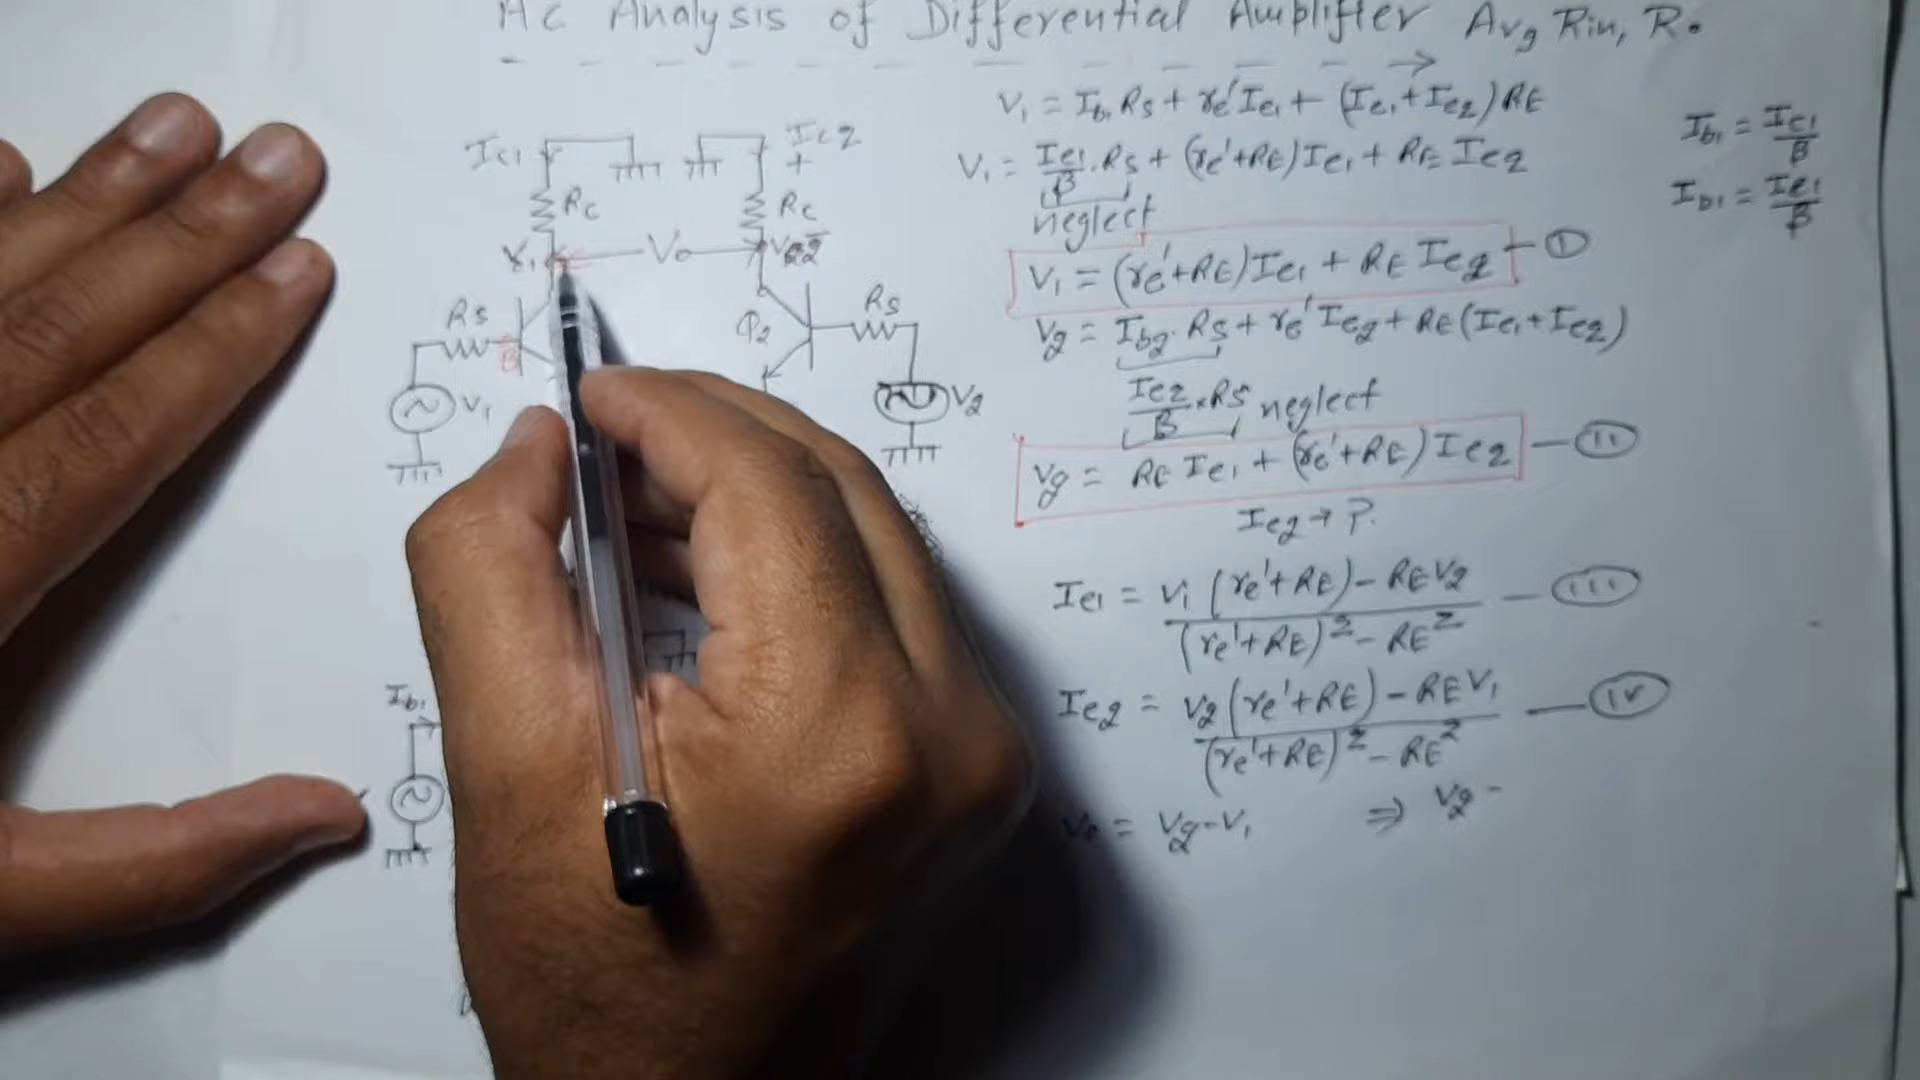 AC Analysis of Differential Amplifier Avg Rin, Ro
V1 = Ib1 Rs + re' Ie1 + (Ie1 + Ie2) RE
V1 = Ie1/β . Rs + (re' + RE) Ie1 + RE Ie2
neglect
V1 = (re' + RE) Ie1 + RE Ie2 — I
V2 = Ib2 . Rs + re' Ie2 + RE (Ie1 + Ie2)
Ie2/β × Rs neglect
V2 = RE Ie1 + (re' + RE) Ie2 — II
Ie2 → ?
Ie1 = V1 (re' + RE) - RE V2 / (re' + RE)² - RE² — III
Ie2 = V2 (re' + RE) - RE V1 / (re' + RE)² - RE² — IV
= V2 - V1 ⇒ V2 -
Ib1 = Ic1/β
Ib1 = Ie1/β
Ic1
Ic2
+
Rc
Rc
Vo
Rs
B
Q2
Rs
V1
V2
Ib1